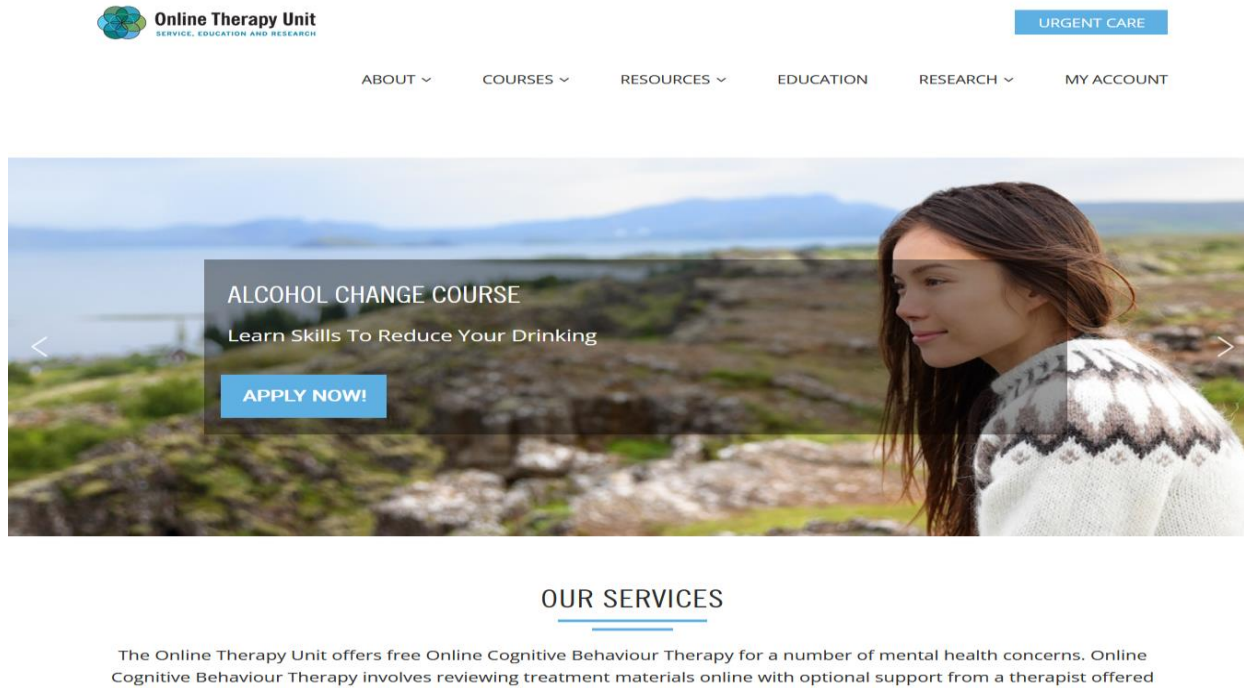 Online Therapy Unit
SERVICE, EDUCATION AND RESEARCH
URGENT CARE
ABOUT
COURSES
RESOURCES
EDUCATION
RESEARCH
MY ACCOUNT
ALCOHOL CHANGE COURSE
Learn Skills To Reduce Your Drinking
APPLY NOW!
OUR SERVICES
The Online Therapy Unit offers free Online Cognitive Behaviour Therapy for a number of mental health concerns. Online
Cognitive Behaviour Therapy involves reviewing treatment materials online with optional support from a therapist offered